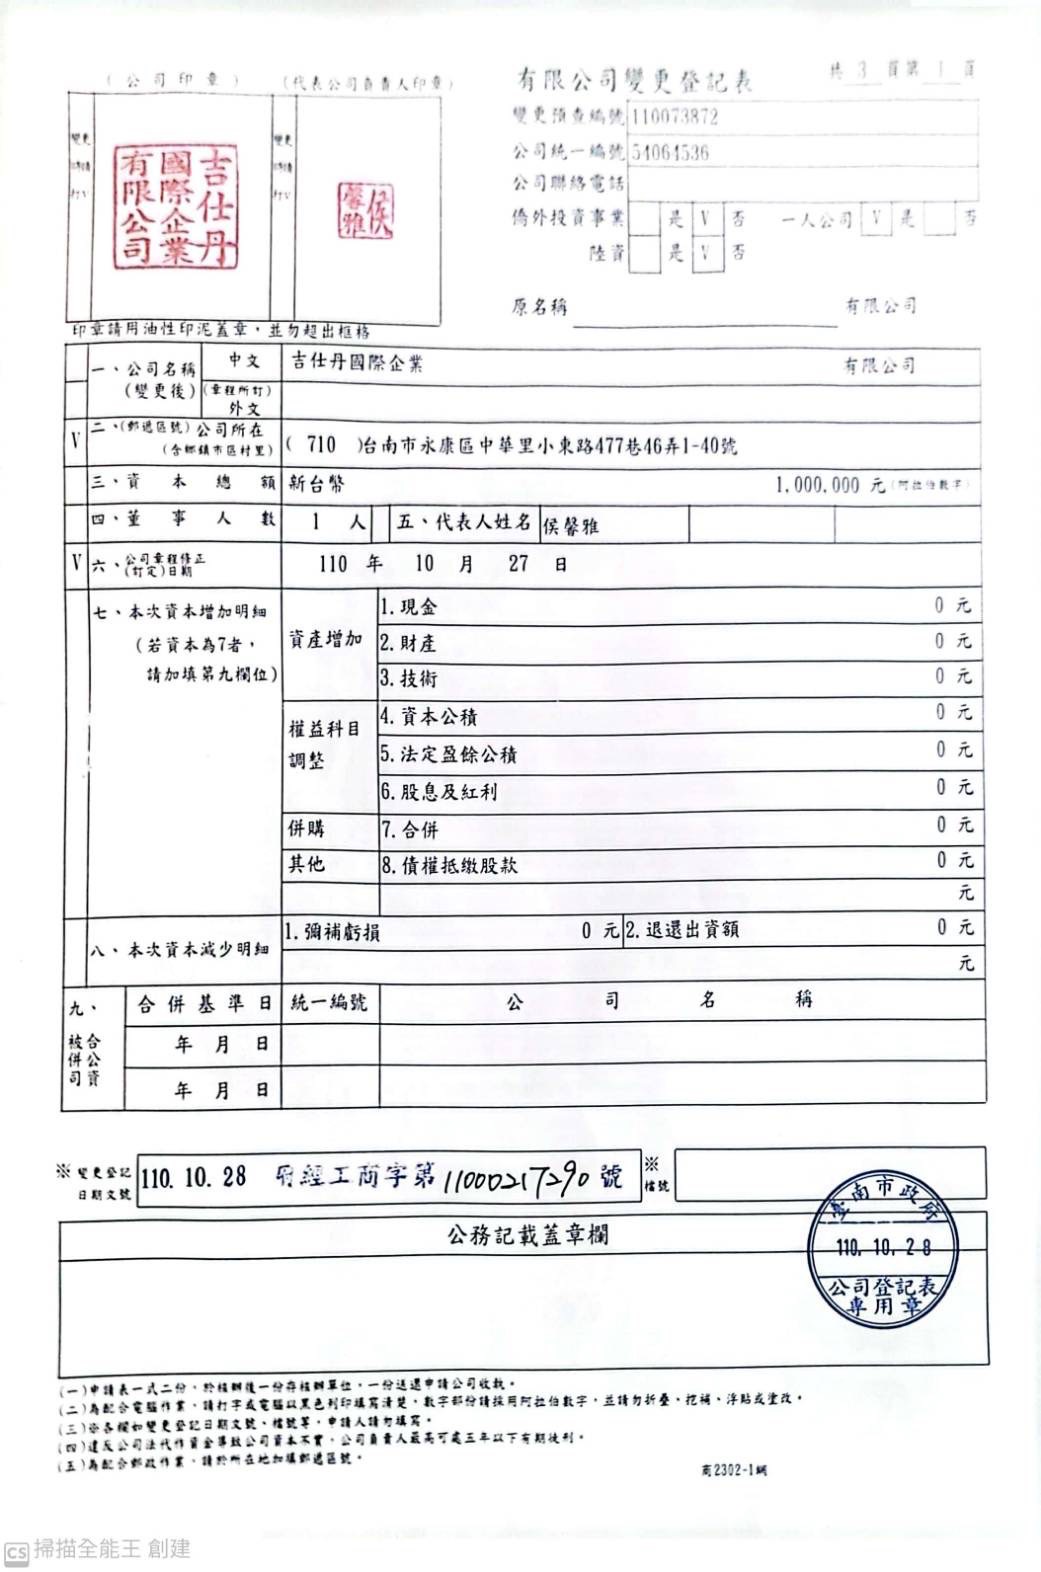 (公司印章)
(代表公司負責人印章)
有限公司變更登記表
共 3 頁第 1 頁
變更
打V
吉仕丹
國際企業
有限公司
變更
打V
侯
馨雅
變更預查編號 110073872
公司統一編號 54064536
公司聯絡電話
僑外投資事業 是 V 否 一人公司 V 是 否
陸資 是 V 否
原名稱 有限公司
印章請用油性印泥蓋章,並勿超出框格
一、公司名稱 中文 吉仕丹國際企業 有限公司
(變更後) (章程所訂)
外文
V 二、(郵遞區號)公司所在
(含鄉鎮市區村里) ( 710 )台南市永康區中華里小東路477巷46弄1-40號
三、資本總額 新台幣 1,000,000 元(阿拉伯數字)
四、董事人數 1 人 五、代表人姓名 侯馨雅
V 六、公司章程修正
(訂定)日期 110 年 10 月 27 日
七、本次資本增加明細
(若資本為7者,
請加填第九欄位)
資產增加 1.現金 0 元
2.財產 0 元
3.技術 0 元
權益科目
調整
4.資本公積 0 元
5.法定盈餘公積 0 元
6.股息及紅利 0 元
併購 7.合併 0 元
其他 8.債權抵繳股款 0 元
元
八、本次資本減少明細 1.彌補虧損 0 元 2.退還出資額 0 元
元
九、
被合
併公
司資
合併基準日 統一編號 公司名稱
年 月 日
年 月 日
※變更登記
日期文號 110.10.28 府經工商字第11000217290號 ※
檔號
公務記載蓋章欄
臺南市政府
110.10.28
公司登記表
專用章
(一)申請表一式二份,於核辦後一份存核辦單位,一份送還申請公司收執。
(二)為配合電腦作業,請打字或電腦以黑色列印填寫清楚,數字部份請採用阿拉伯數字,並請勿折疊、挖補、浮貼或塗改。
(三)※各欄如變更登記日期文號、檔號等,申請人請勿填寫。
(四)違反公司法代作資金導致公司資本不實,公司負責人最高可處五年以下有期徒刑。
(五)為配合郵政作業,請於所在地加填郵遞區號。
商2302-1網
CS 掃描全能王 創建